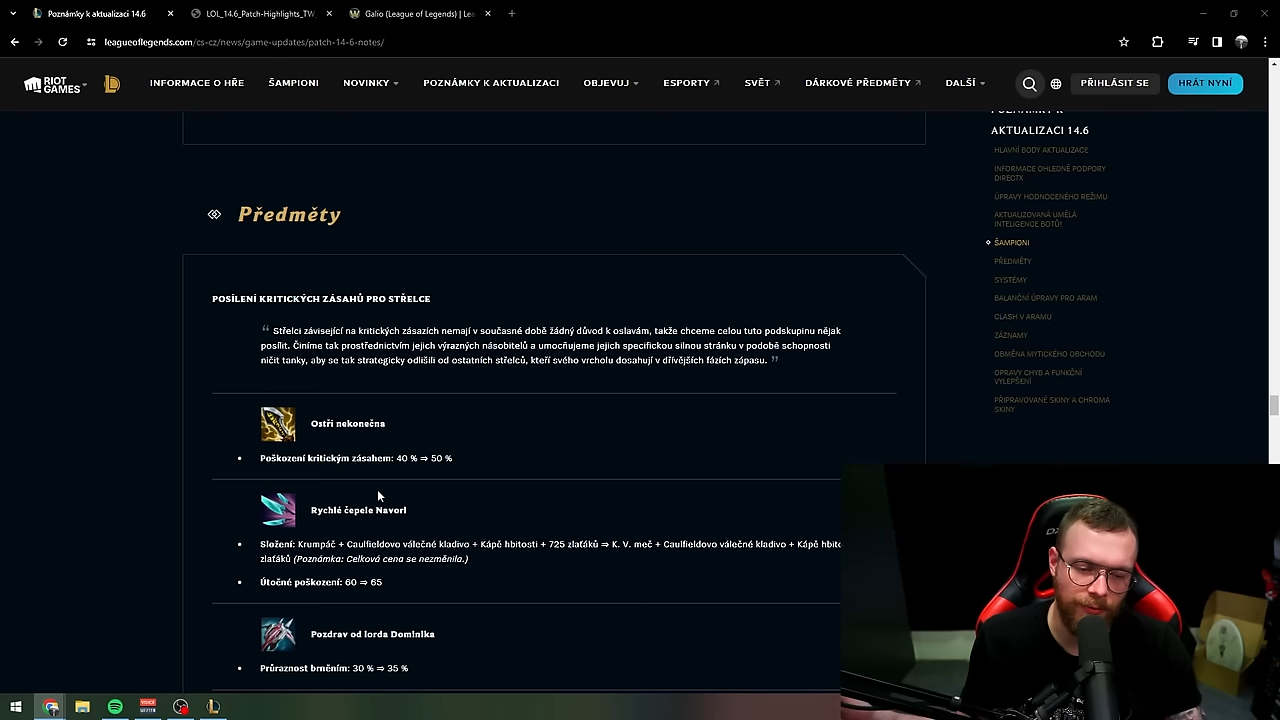 Poznámky k aktualizaci 14.6
LOL_14.6_Patch-Highlights_TW_
Galio (League of Legends) | Lea
leagueoflegends.com/cs-cz/news/game-updates/patch-14-6-notes/
RIOT GAMES
INFORMACE O HŘE
ŠAMPIONI
NOVINKY
POZNÁMKY K AKTUALIZACI
OBJEVUJ
ESPORTY
SVĚT
DÁRKOVÉ PŘEDMĚTY
DALŠÍ
PŘIHLÁSIT SE
HRÁT NYNÍ
Předměty
POSÍLENÍ KRITICKÝCH ZÁSAHŮ PRO STŘELCE
" Střelci závisející na kritických zásazích nemají v současné době žádný důvod k oslavám, takže chceme celou tuto podskupinu nějak
posílit. Činíme tak prostřednictvím jejich výrazných násobitelů a umocňujeme jejich specifickou silnou stránku v podobě schopnosti
ničit tanky, aby se tak strategicky odlišili od ostatních střelců, kteří svého vrcholu dosahují v dřívějších fázích zápasu. "
Ostří nekonečna
• Poškození kritickým zásahem: 40 % ⇒ 50 %
Rychlé čepele Navori
• Složení: Krumpáč + Caulfieldovo válečné kladivo + Kápě hbitosti + 725 zlaťáků ⇒ K. V. meč + Caulfieldovo válečné kladivo + Kápě hbito
zlaťáků (Poznámka: Celková cena se nezměnila.)
• Útočné poškození: 60 ⇒ 65
Pozdrav od lorda Dominika
• Průraznost brněním: 30 % ⇒ 35 %
POZNÁMKY K
AKTUALIZACI 14.6
HLAVNÍ BODY AKTUALIZACE
INFORMACE OHLEDNĚ PODPORY
DIRECTX
ÚPRAVY HODNOCENÉHO REŽIMU
AKTUALIZOVANÁ UMĚLÁ
INTELIGENCE BOTŮ!
ŠAMPIONI
PŘEDMĚTY
SYSTÉMY
BALANČNÍ ÚPRAVY PRO ARAM
CLASH V ARAMU
ZÁZNAMY
OBMĚNA MYTICKÉHO OBCHODU
OPRAVY CHYB A FUNKČNÍ
VYLEPŠENÍ
PŘIPRAVOVANÉ SKINY A CHROMA
SKINY